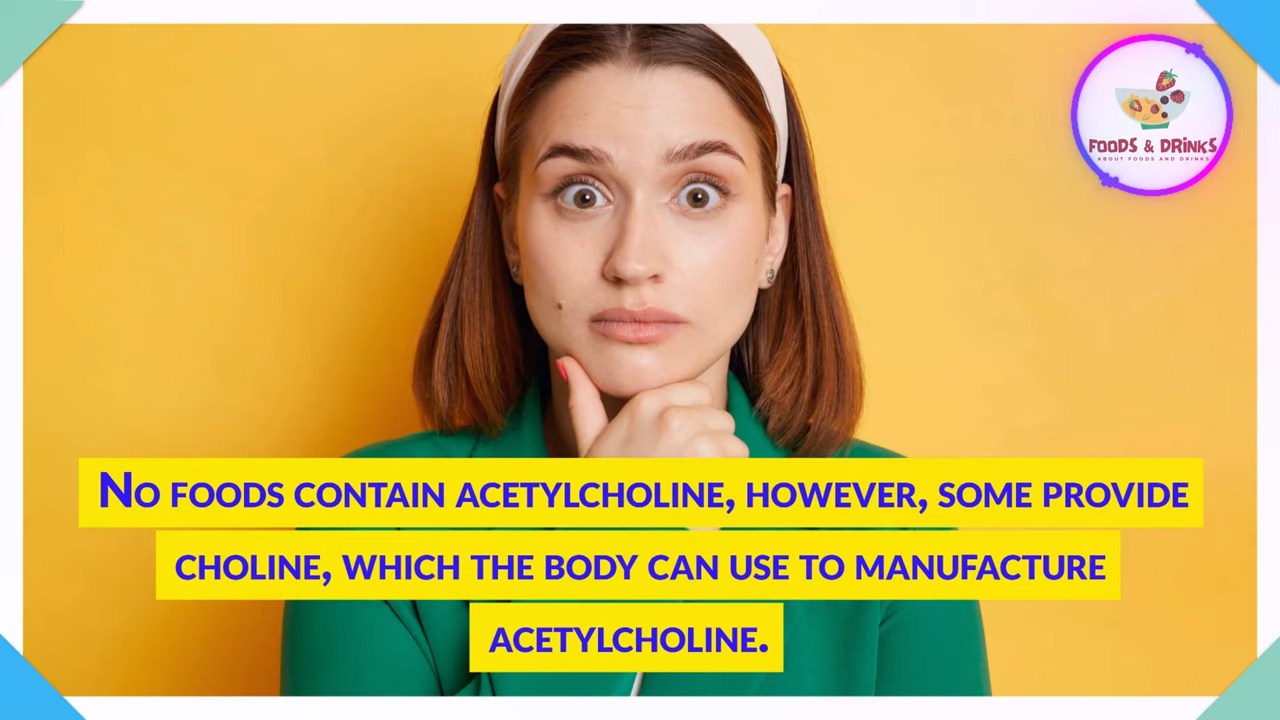 FOODS & DRINKS
ABOUT FOODS AND DRINKS
No foods contain acetylcholine, however, some provide
choline, which the body can use to manufacture
acetylcholine.